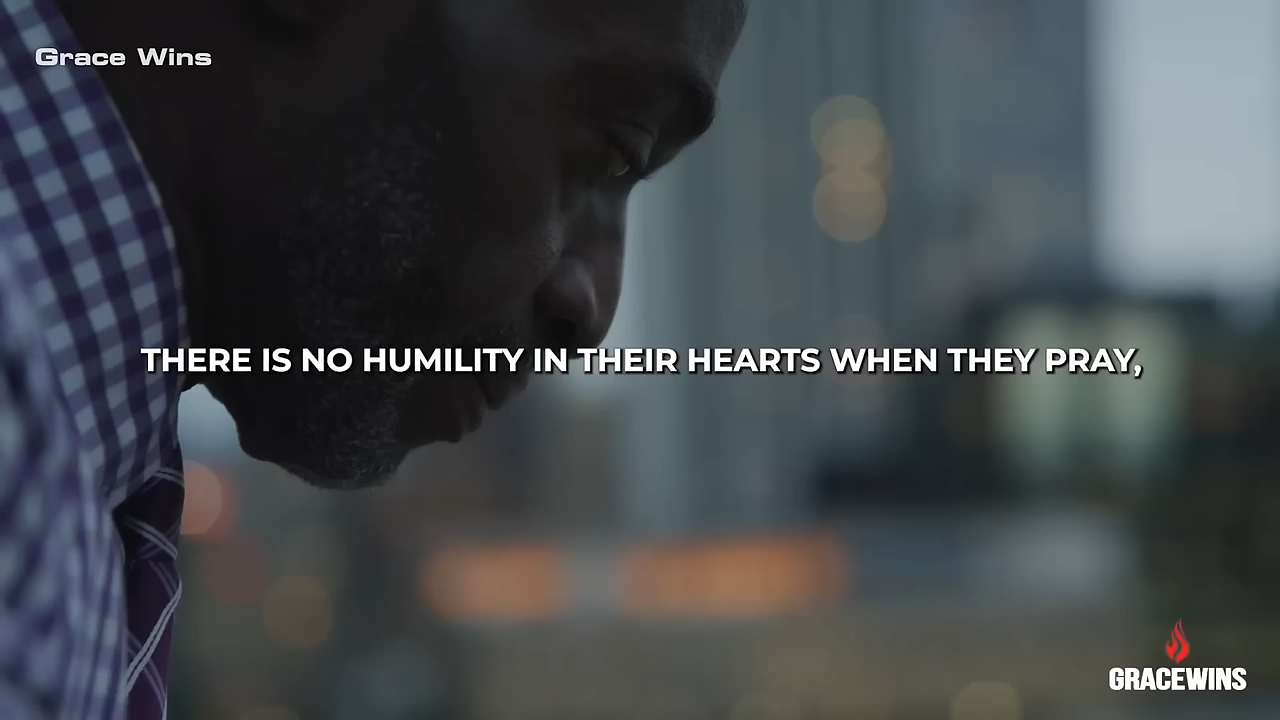 Grace Wins
THERE IS NO HUMILITY IN THEIR HEARTS WHEN THEY PRAY,
GRACEWINS